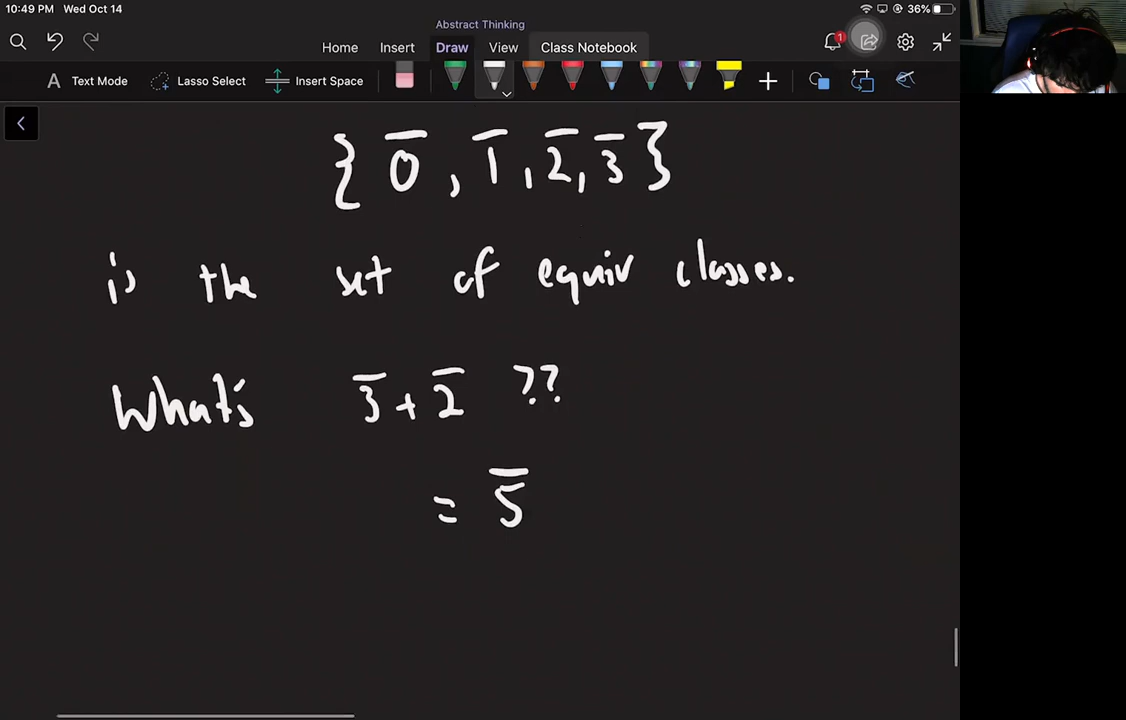 10:49 PM Wed Oct 14
36%
Abstract Thinking
Home Insert Draw View Class Notebook
1
Text Mode Lasso Select Insert Space
{ 0̅ , 1̅ , 2̅ , 3̅ }
is the set of equiv classes.
What's 3̅ + 2̅ ??
= 5̅